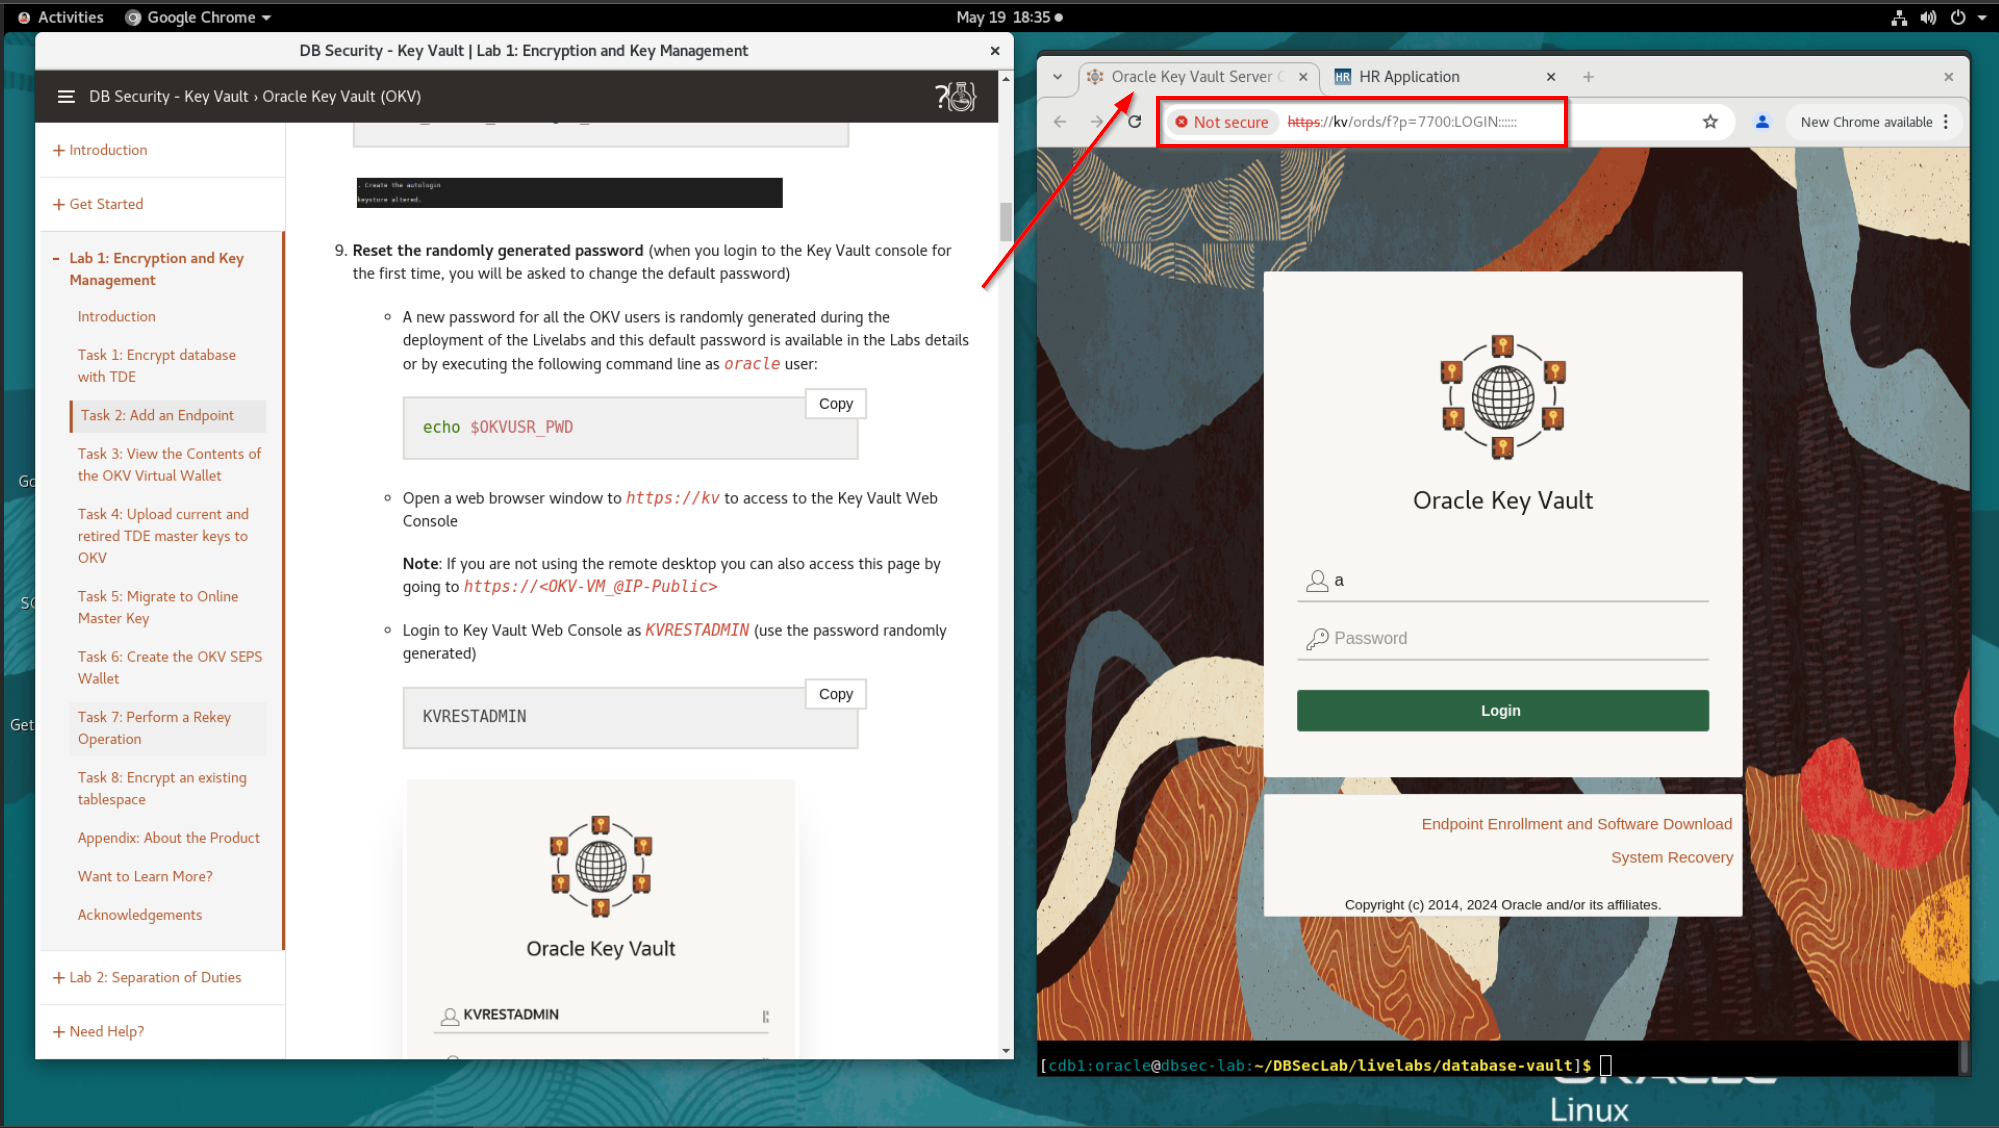 Activities
Google Chrome
May 19 18:35
DB Security - Key Vault | Lab 1: Encryption and Key Management
DB Security - Key Vault › Oracle Key Vault (OKV)
+ Introduction
+ Get Started
- Lab 1: Encryption and Key
Management
Introduction
Task 1: Encrypt database
with TDE
Task 2: Add an Endpoint
Task 3: View the Contents of
the OKV Virtual Wallet
Task 4: Upload current and
retired TDE master keys to
OKV
Task 5: Migrate to Online
Master Key
Task 6: Create the OKV SEPS
Wallet
Task 7: Perform a Rekey
Operation
Task 8: Encrypt an existing
tablespace
Appendix: About the Product
Want to Learn More?
Acknowledgements
+ Lab 2: Separation of Duties
+ Need Help?
. Create the autologin
keystore altered.
9. Reset the randomly generated password (when you login to the Key Vault console for
the first time, you will be asked to change the default password)
◦ A new password for all the OKV users is randomly generated during the
deployment of the Livelabs and this default password is available in the Labs details
or by executing the following command line as oracle user:
Copy
echo $OKVUSR_PWD
◦ Open a web browser window to https://kv to access to the Key Vault Web
Console
Note: If you are not using the remote desktop you can also access this page by
going to https://<OKV-VM_@IP-Public>
◦ Login to Key Vault Web Console as KVRESTADMIN (use the password randomly
generated)
Copy
KVRESTADMIN
Oracle Key Vault
KVRESTADMIN
Get
Oracle Key Vault Server
HR HR Application
Not secure https://kv/ords/f?p=7700:LOGIN::::::
New Chrome available
Oracle Key Vault
a
Password
Login
Endpoint Enrollment and Software Download
System Recovery
Copyright (c) 2014, 2024 Oracle and/or its affiliates.
[cdb1:oracle@dbsec-lab:~/DBSecLab/livelabs/database-vault]$
Linux